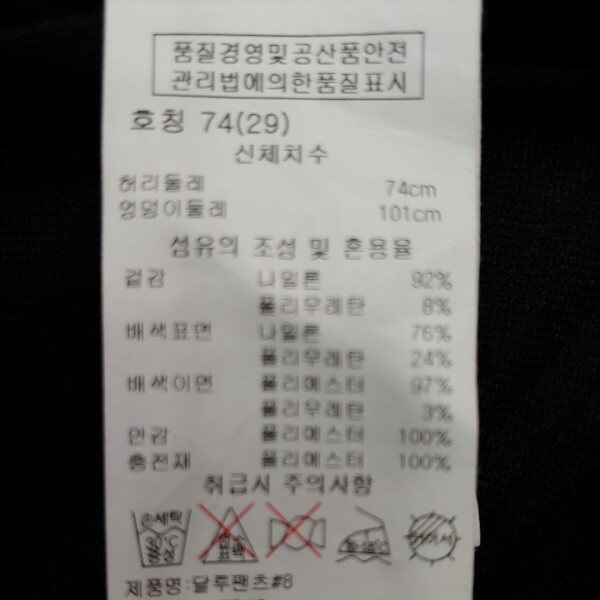 품질경영및공산품안전
관리법에의한품질표시
호칭 74(29)
신체치수
허리둘레 74cm
엉덩이둘레 101cm
섬유의 조성 및 혼용율
겉감 나일론 92%
폴리우레탄 8%
배색표면 나일론 76%
폴리우레탄 24%
배색이면 폴리에스터 97%
폴리우레탄 3%
안감 폴리에스터 100%
충전재 폴리에스터 100%
취급시 주의사항
손세탁
제품명:달루팬츠#B